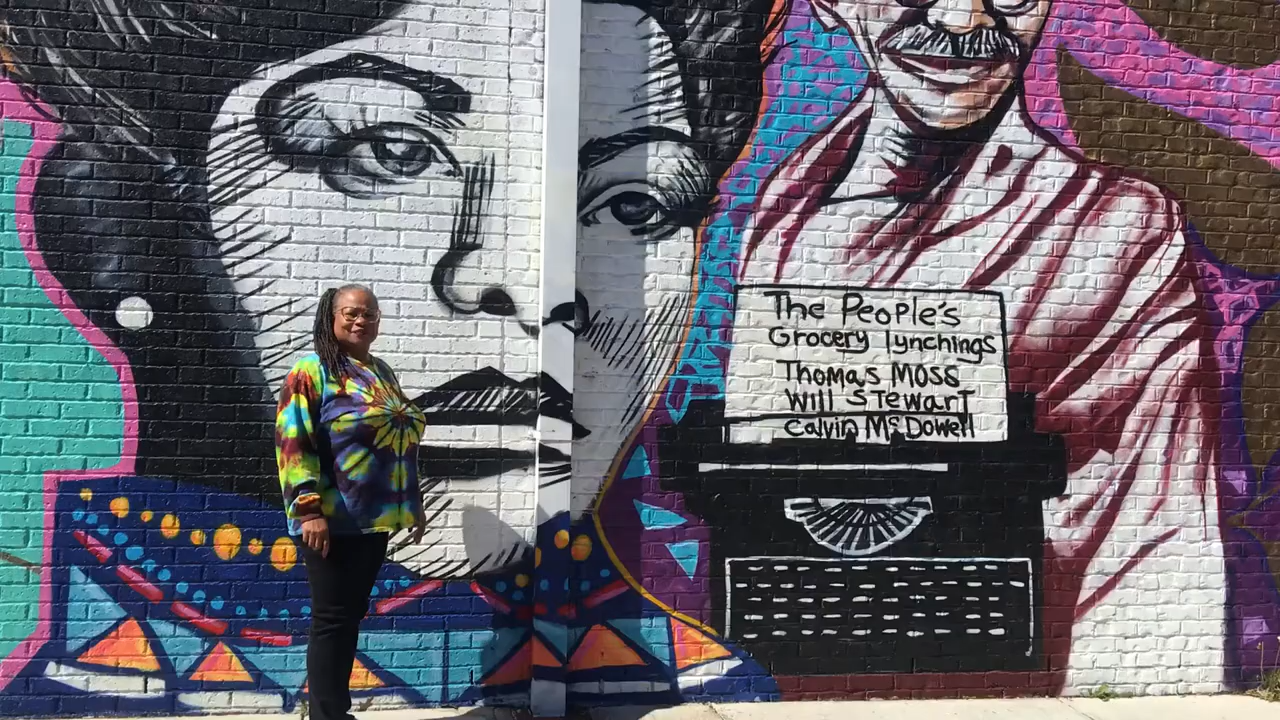 The People's
Grocery lynchings
Thomas Moss
Will Stewart
Calvin McDowell